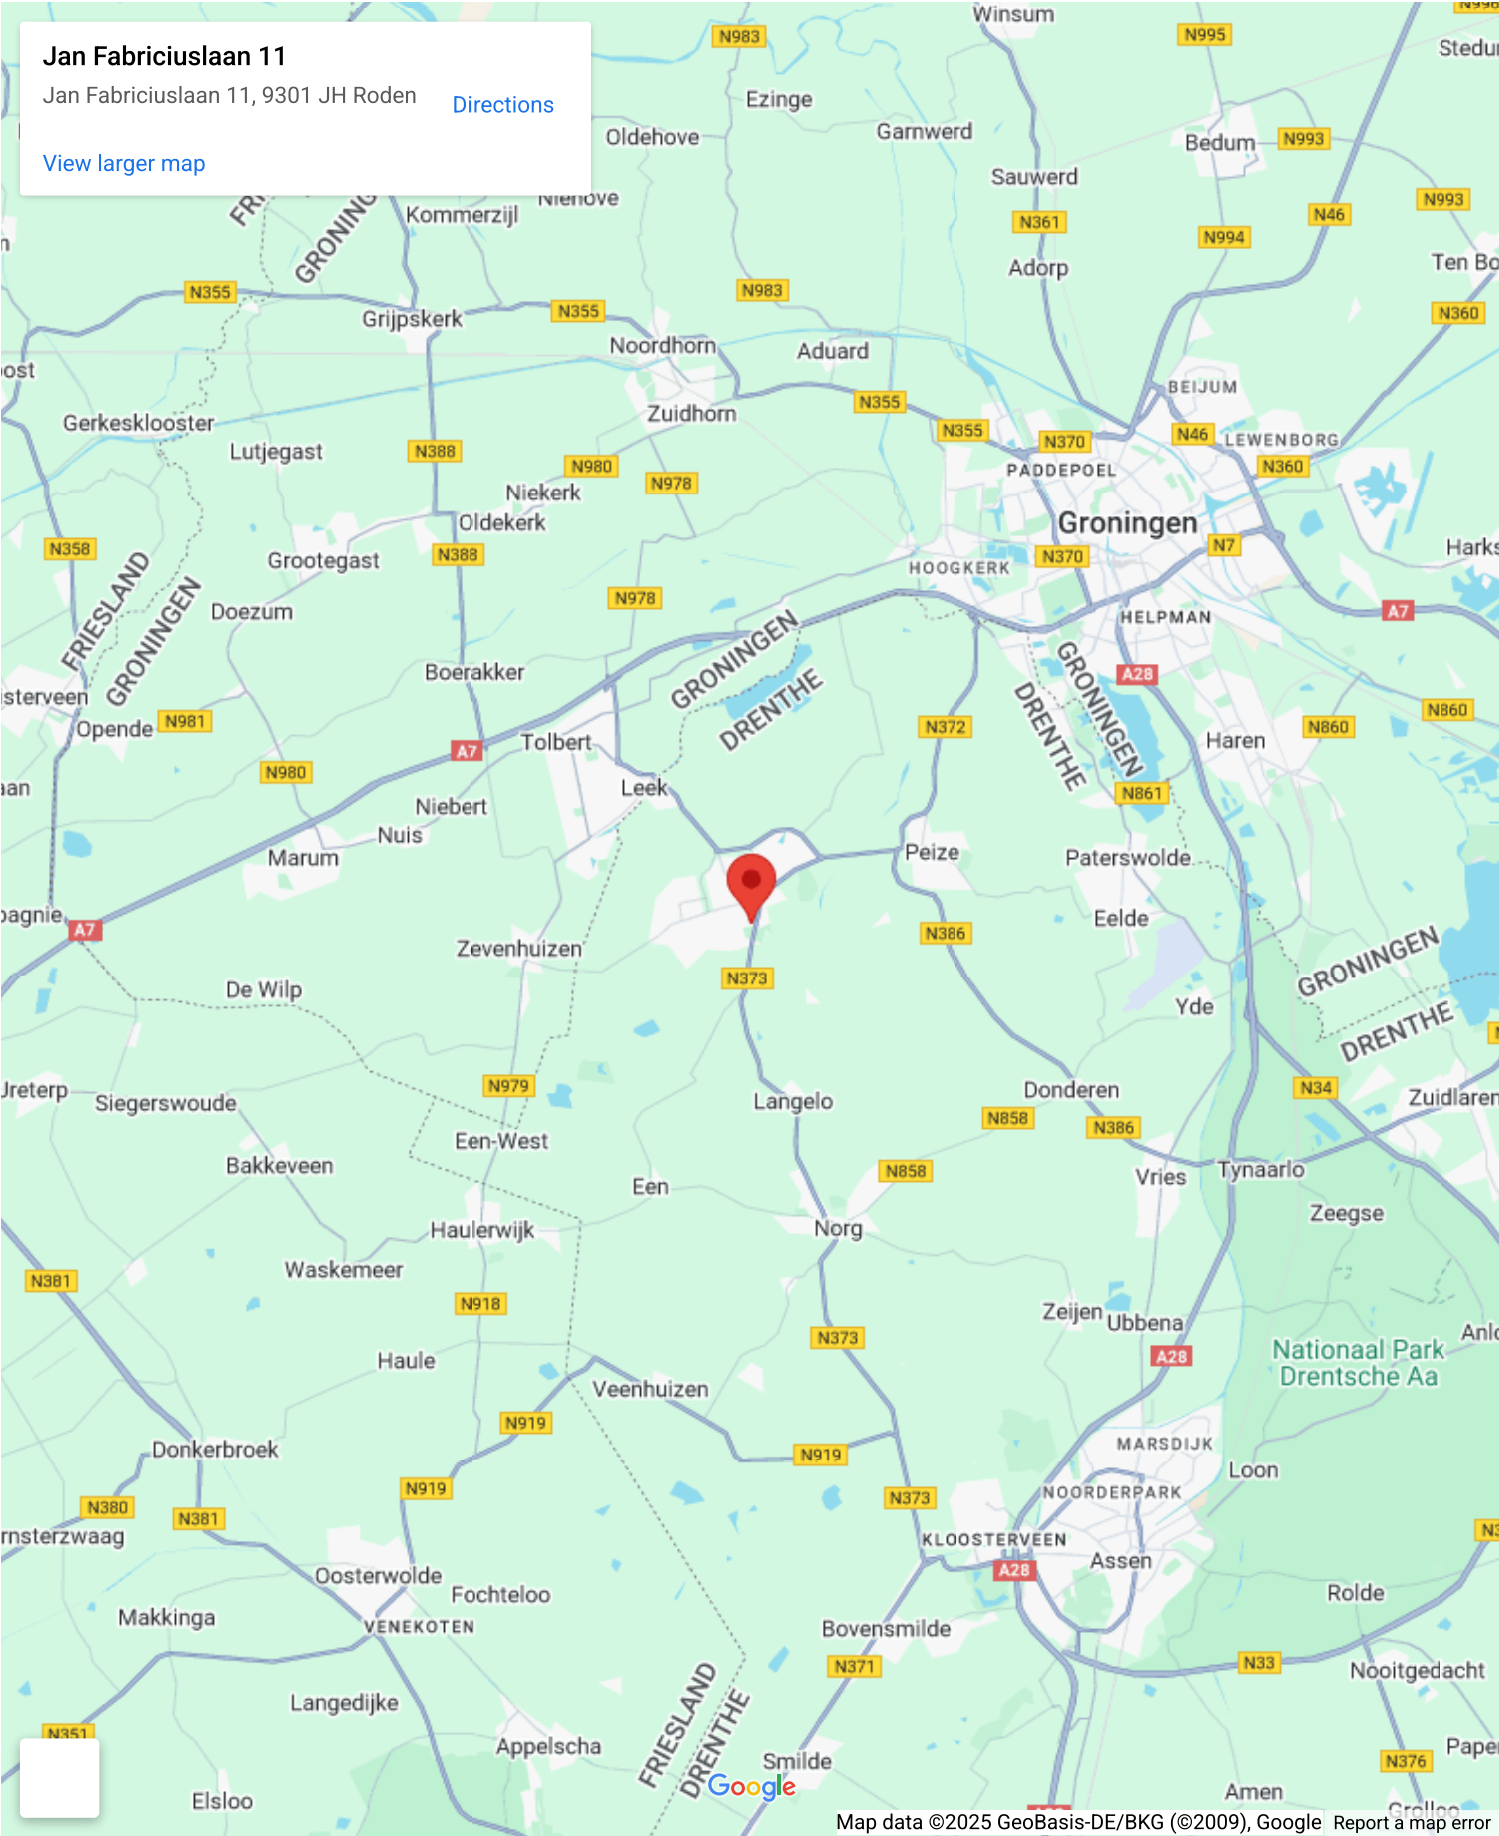 Jan Fabriciuslaan 11
Jan Fabriciuslaan 11, 9301 JH Roden
Directions
View larger map
Winsum
N983
N995
Ezinge
Oldehove
Garnwerd
Bedum
N993
Sauwerd
Kommerzijl
N361
N46
N993
N994
GRONING
Adorp
N355
N983
N355
Grijpskerk
N360
Noordhorn
Aduard
BEIJUM
Gerkesklooster
Zuidhorn
N355
N355
N370
N46
LEWENBORG
Lutjegast
N388
N980
N978
PADDEPOEL
N360
Niekerk
Oldekerk
Groningen
N358
Grootegast
N388
HOOGKERK
N370
N7
FRIESLAND
GRONINGEN
Doezum
N978
A7
HELPMAN
Boerakker
GRONINGEN
DRENTHE
GRONINGEN
DRENTHE
A28
sterveen
Opende
N981
N372
N860
N860
A7
Tolbert
Haren
N980
Leek
N861
Niebert
Nuis
Marum
Peize
Paterswolde
pagnie
A7
Eelde
N386
Zevenhuizen
GRONINGEN
N373
De Wilp
Yde
DRENTHE
N979
Siegerswoude
Langelo
Donderen
N34
Zuidlaren
N858
N386
Een-West
Bakkeveen
N858
Een
Vries
Tynaarlo
Zeegse
Haulerwijk
Norg
Waskemeer
N381
N918
Zeijen
Ubbena
N373
Haule
A28
Nationaal Park
Drentsche Aa
Veenhuizen
N919
Donkerbroek
N919
MARSDIJK
Loon
N919
N380
N381
N373
NOORDERPARK
rnsterzwaag
KLOOSTERVEEN
Assen
A28
Oosterwolde
Fochteloo
Rolde
Makkinga
VENEKOTEN
Bovensmilde
N371
N33
Nooitgedacht
Langedijke
FRIESLAND
DRENTHE
N351
Appelscha
Smilde
N376
Google
Elsloo
Amen
Grolloo
Map data ©2025 GeoBasis-DE/BKG (©2009), Google
Report a map error